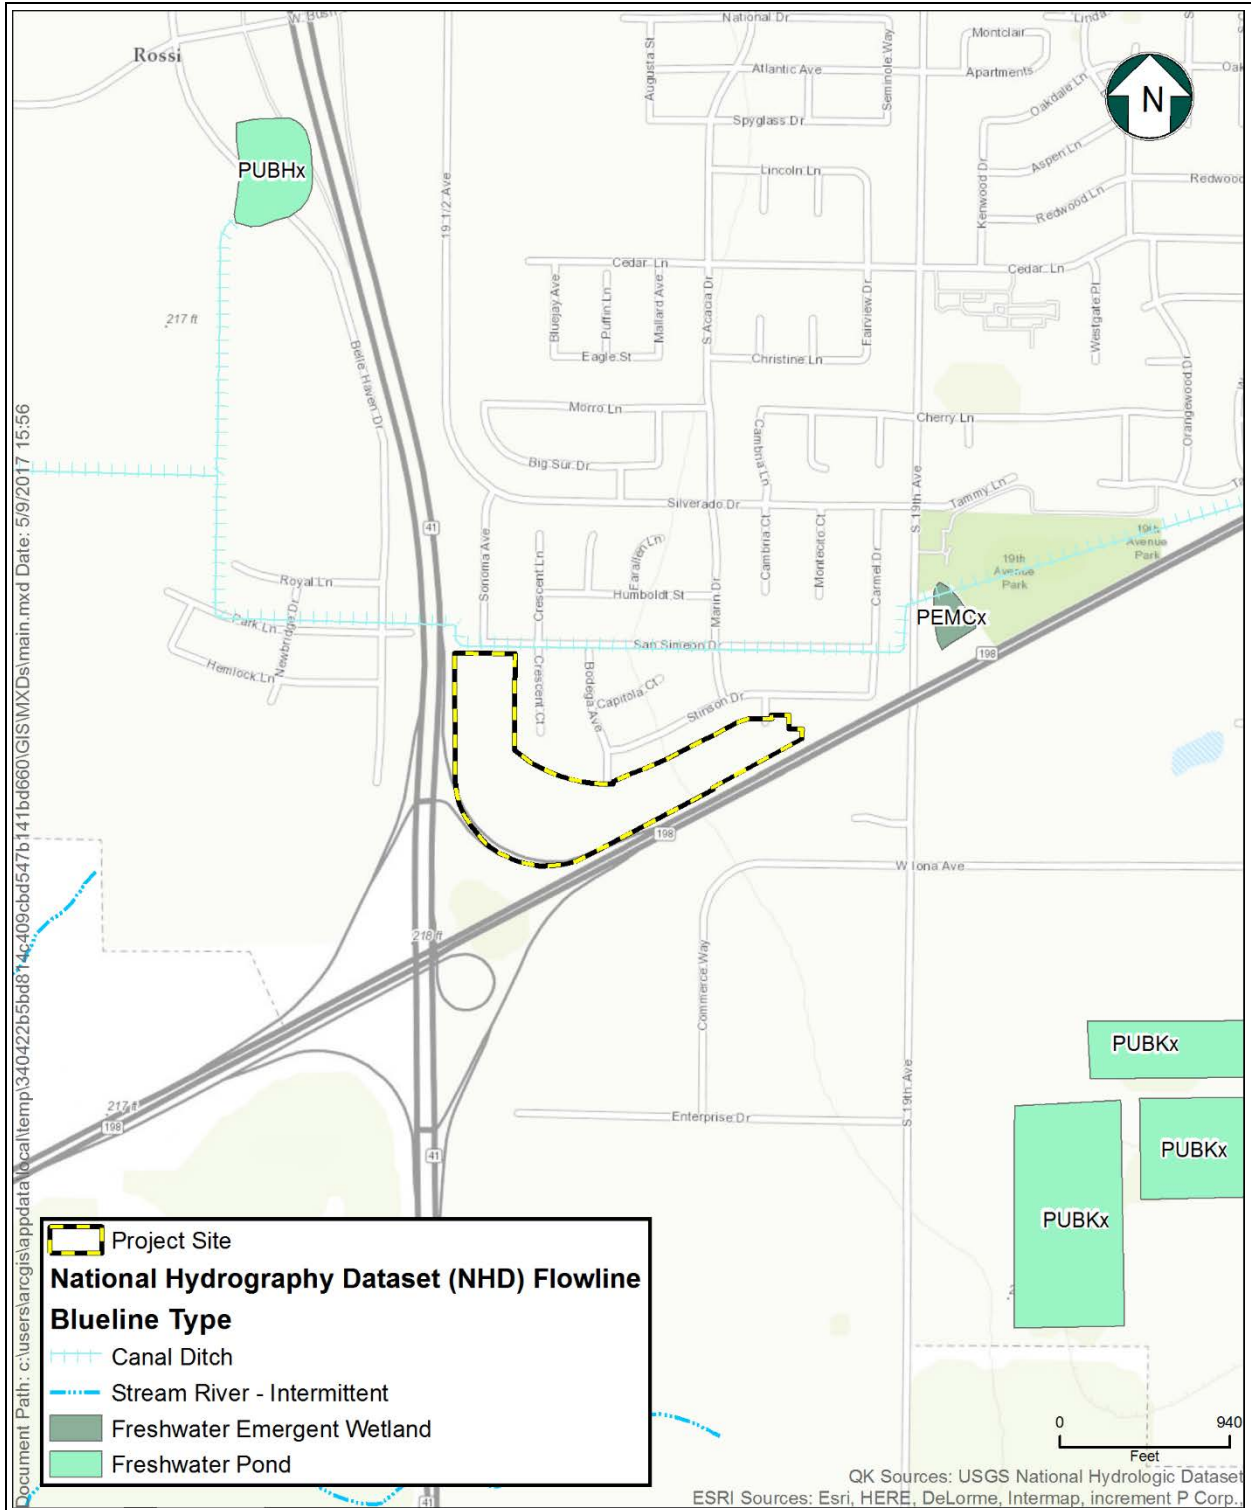 W. Bush
National Dr
Linda
Rossi
Montclair
Apartments
Augusta St
Atlantic Ave
Seminole Way
Oakdale Ln
N
Spyglass Dr
Aspen Ln
PUBHx
Lincoln Ln
Kenwood Dr
Redwood
Redwood Ln
19 1/2 Ave
Cedar Ln
Cedar Ln
Bluejay Ave
Puffin Ln
Mallard Ave
S Acacia Dr
Fairview Dr
Westgate Pl
217 ft
Eagle St
Christine Ln
Belle Haven Dr
Orangewood Dr
Morro Ln
Cherry Ln
Cambria Ln
Big Sur Dr
S 19th Ave
Silverado Dr
Tammy Ln
41
Sonoma Ave
Crescent Ln
Farallen Ln
Cambria Ct
Montecito Ct
Carmel Dr
19th
Avenue
Park
19th
Avenue
Park
Royal Ln
Humboldt St
Marin Dr
Newbridge Dr
Park Ln
PEMCx
San Simeon Dr
198
Hemlock Ln
Crescent Ct
Bodega Ave
Capitola Ct
Stinson Dr
198
W Iona Ave
218 ft
Commerce Way
PUBKx
S 19th Ave
217 ft
198
Enterprise Dr
41
PUBKx
PUBKx
Project Site
National Hydrography Dataset (NHD) Flowline
Blueline Type
Canal Ditch
Stream River - Intermittent
Freshwater Emergent Wetland
Freshwater Pond
41
0 940
Feet
QK Sources: USGS National Hydrologic Dataset
ESRI Sources: Esri, HERE, DeLorme, Intermap, increment P Corp.,
Document Path: c:\users\arcgis\appdata\local\temp\340422b5bd814c409cbd547b141bd660\GIS\MXDs\main.mxd Date: 5/9/2017 15:56